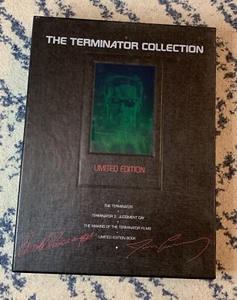 THE TERMINATOR COLLECTION
LIMITED EDITION
THE TERMINATOR
TERMINATOR 2: JUDGMENT DAY
THE MAKING OF THE TERMINATOR FILMS
LIMITED EDITION BOOK